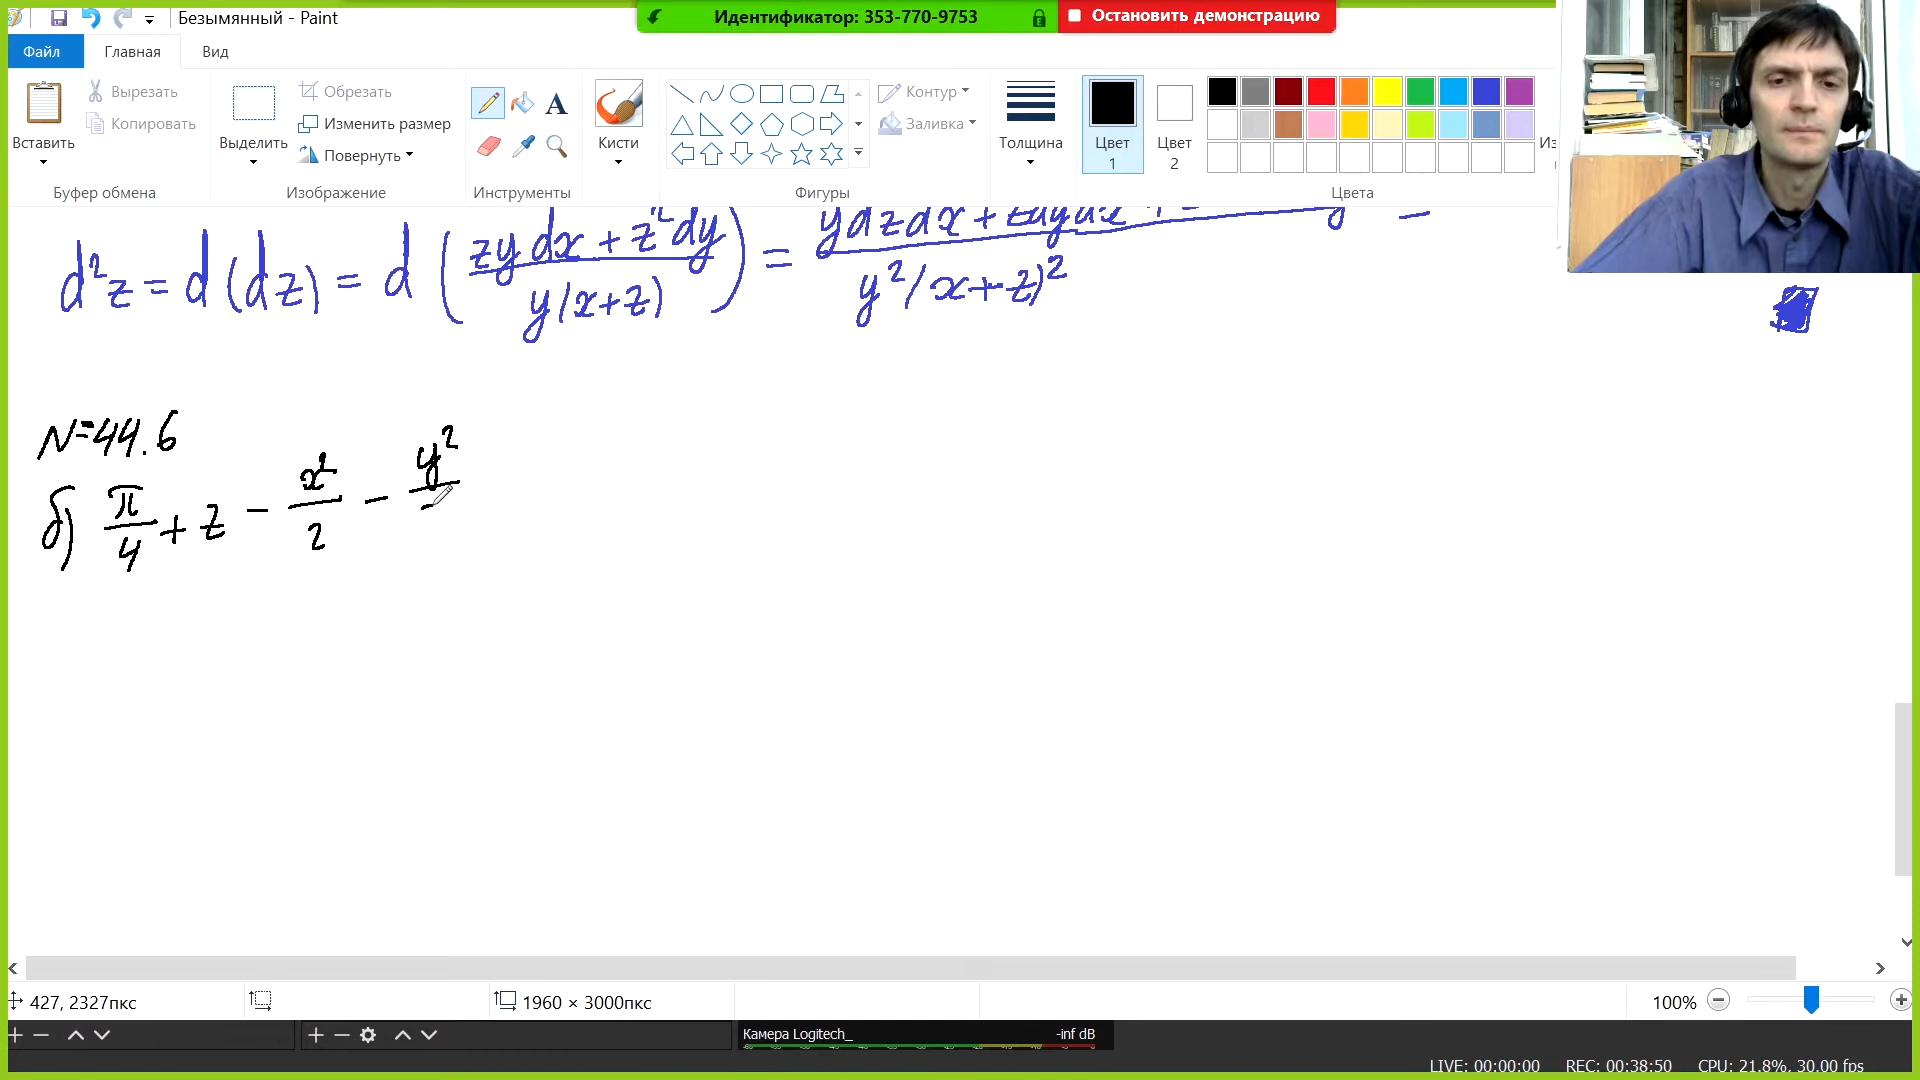 Безымянный - Paint
Идентификатор: 353-770-9753
Остановить демонстрацию
Файл
Главная
Вид
Вставить
Вырезать
Копировать
Буфер обмена
Выделить
Обрезать
Изменить размер
Повернуть
Изображение
A
Инструменты
Кисти
Фигуры
Контур
Заливка
Толщина
Цвет 1
Цвет 2
Цвета
Из
d²z = d(dz) = d((zy dx + z²dy)/(y(x+z))) = (y dz dx + z dy dx +)/(y²(x+z)²)
N=44.6
б) π/4 + z - x²/2 - y²
427, 2327пкс
1960 × 3000пкс
100%
Камера Logitech_
-inf dB
LIVE: 00:00:00
REC: 00:38:50
CPU: 21.8%, 30.00 fps